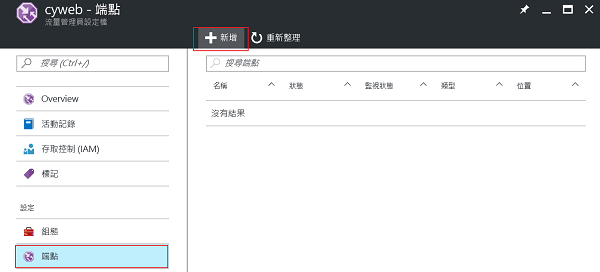 cyweb - 端點
流量管理員設定檔
新增
重新整理
搜尋 (Ctrl+/)
Overview
活動記錄
存取控制 (IAM)
標記
設定
組態
端點
搜尋端點
名稱 狀態 監視狀態 類型 位置
沒有結果